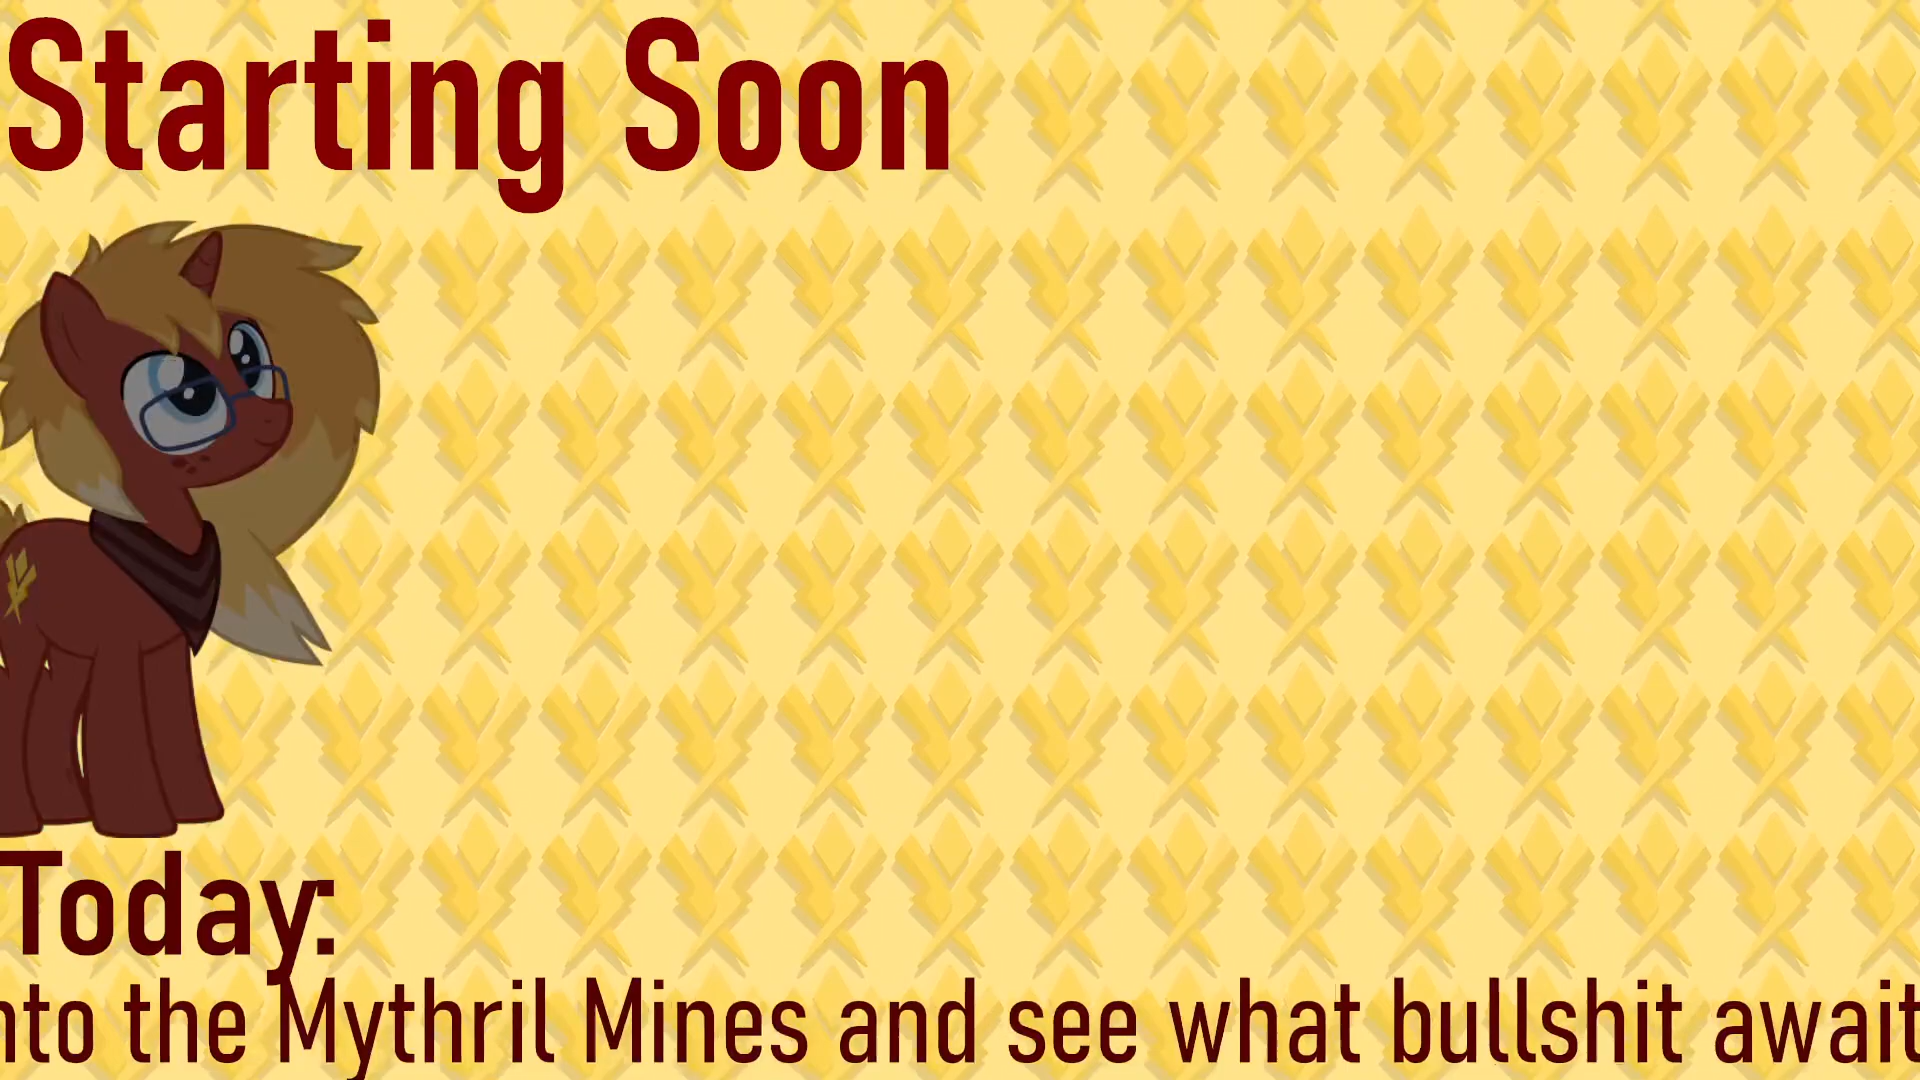 Starting Soon
Today:
nto the Mythril Mines and see what bullshit await